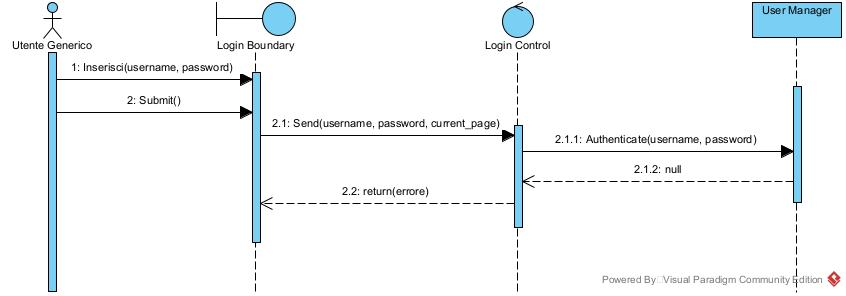 Utente Generico
Login Boundary
Login Control
User Manager
1: Inserisci(username, password)
2: Submit()
2.1: Send(username, password, current_page)
2.1.1: Authenticate(username, password)
2.1.2: null
2.2: return(errore)
Powered By Visual Paradigm Community Edition